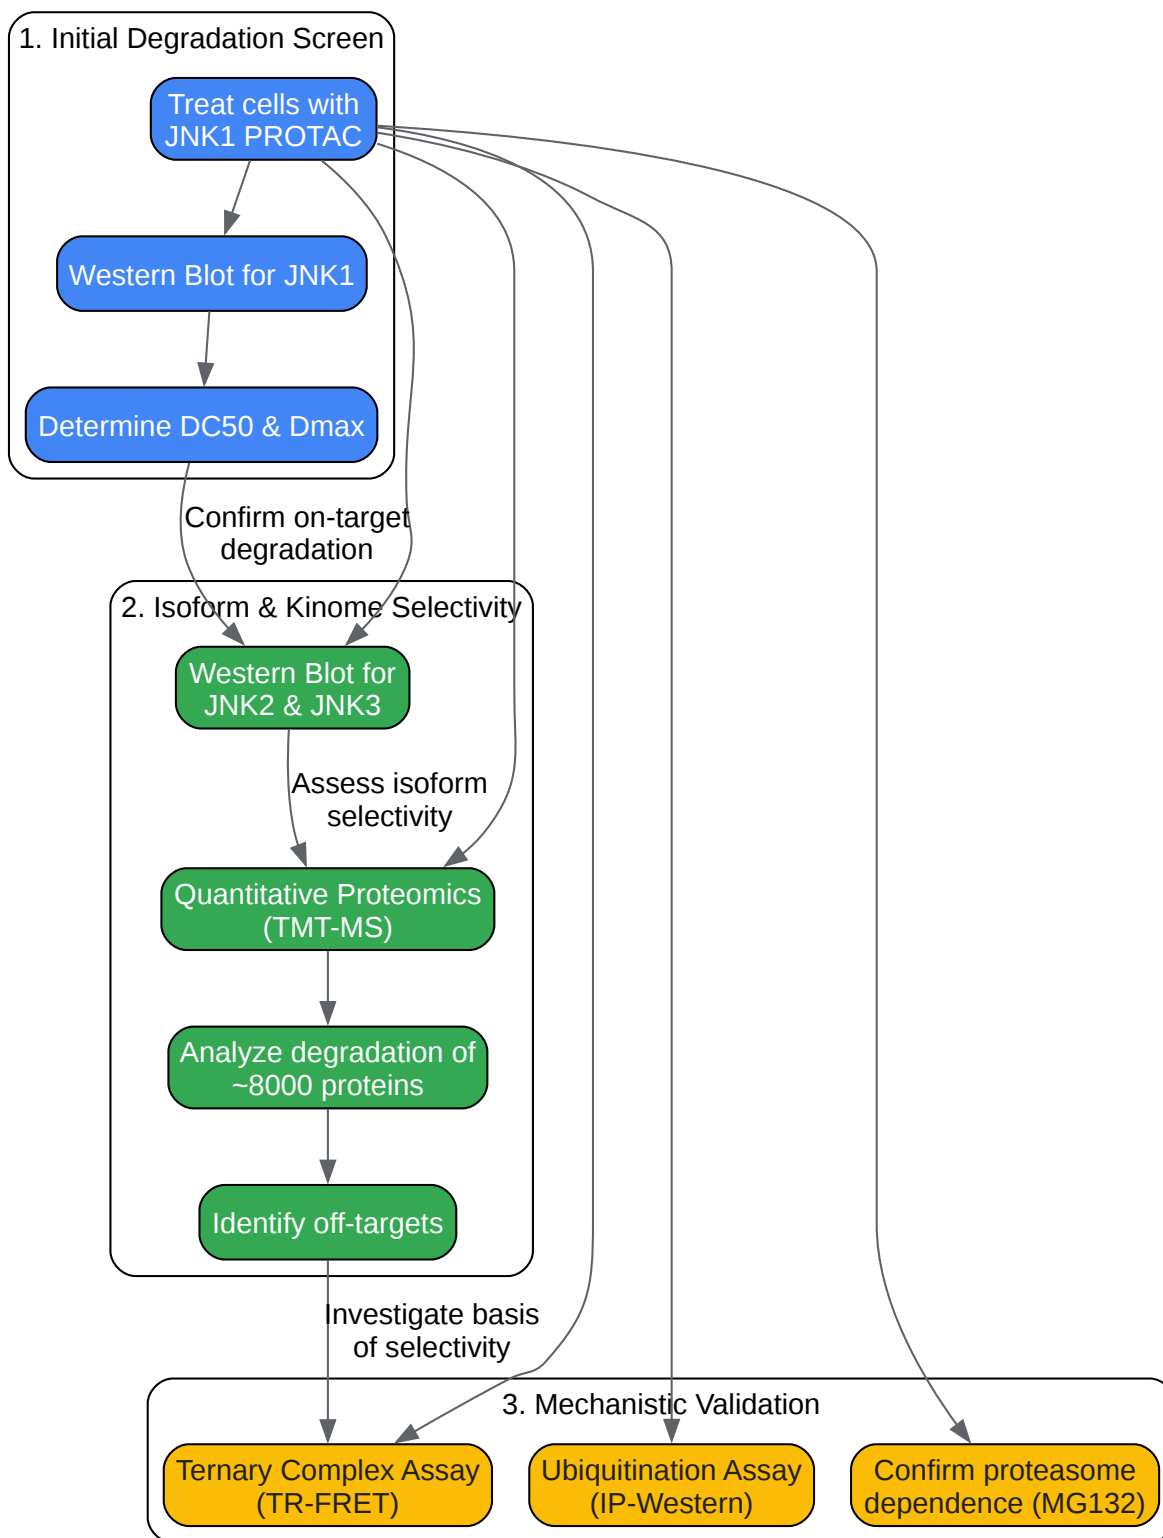 1. Initial Degradation Screen
Treat cells with
JNK1 PROTAC
Western Blot for JNK1
Determine DC50 & Dmax
Confirm on-target
degradation
2. Isoform & Kinome Selectivity
Western Blot for
JNK2 & JNK3
Assess isoform
selectivity
Quantitative Proteomics
(TMT-MS)
Analyze degradation of
~8000 proteins
Identify off-targets
Investigate basis
of selectivity
3. Mechanistic Validation
Ternary Complex Assay
(TR-FRET)
Ubiquitination Assay
(IP-Western)
Confirm proteasome
dependence (MG132)